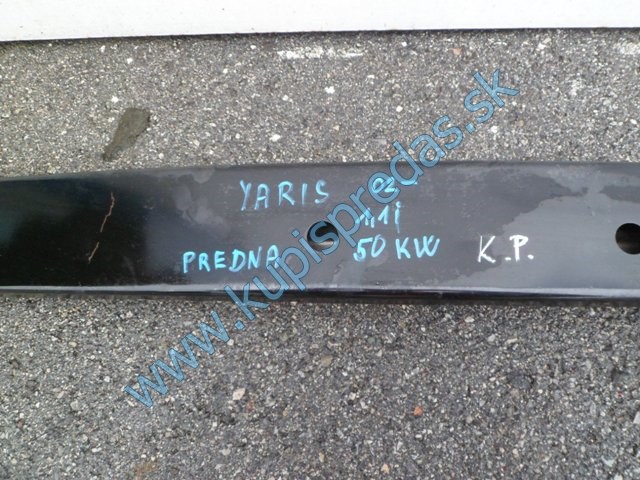 YARIS
1,1i
PREDNA 50 KW K.P.
www.kupispredas.sk